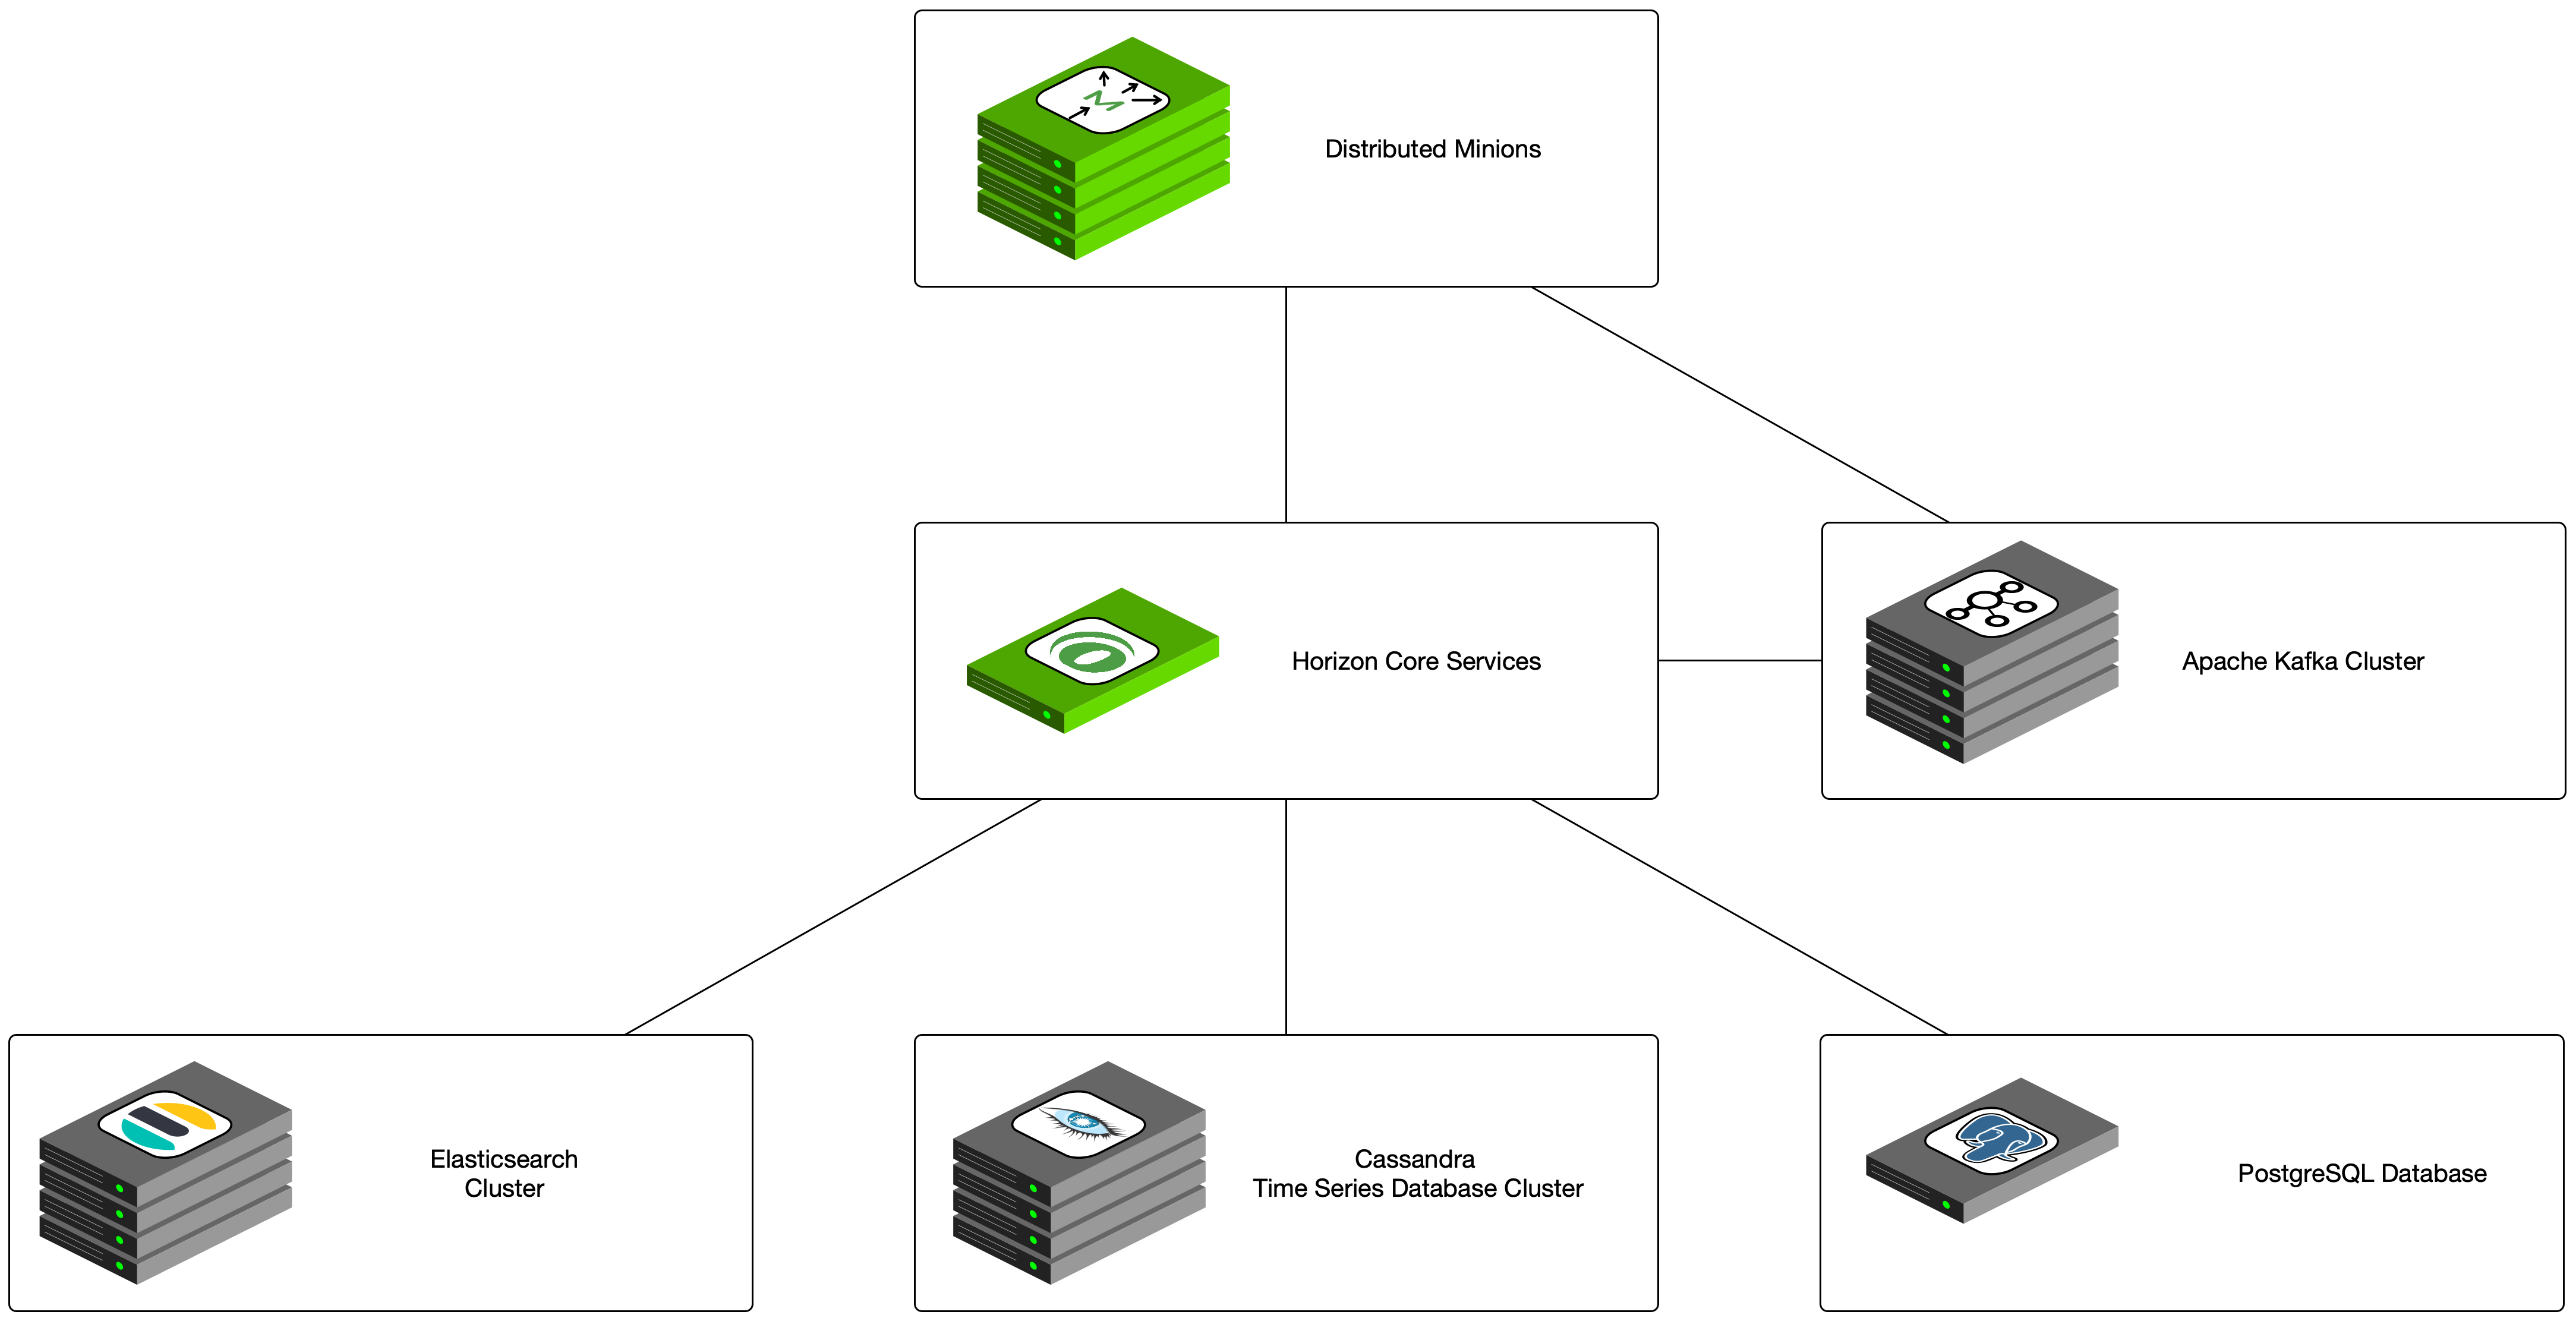 Distributed Minions
Horizon Core Services
Apache Kafka Cluster
Elasticsearch
Cluster
Cassandra
Time Series Database Cluster
PostgreSQL Database